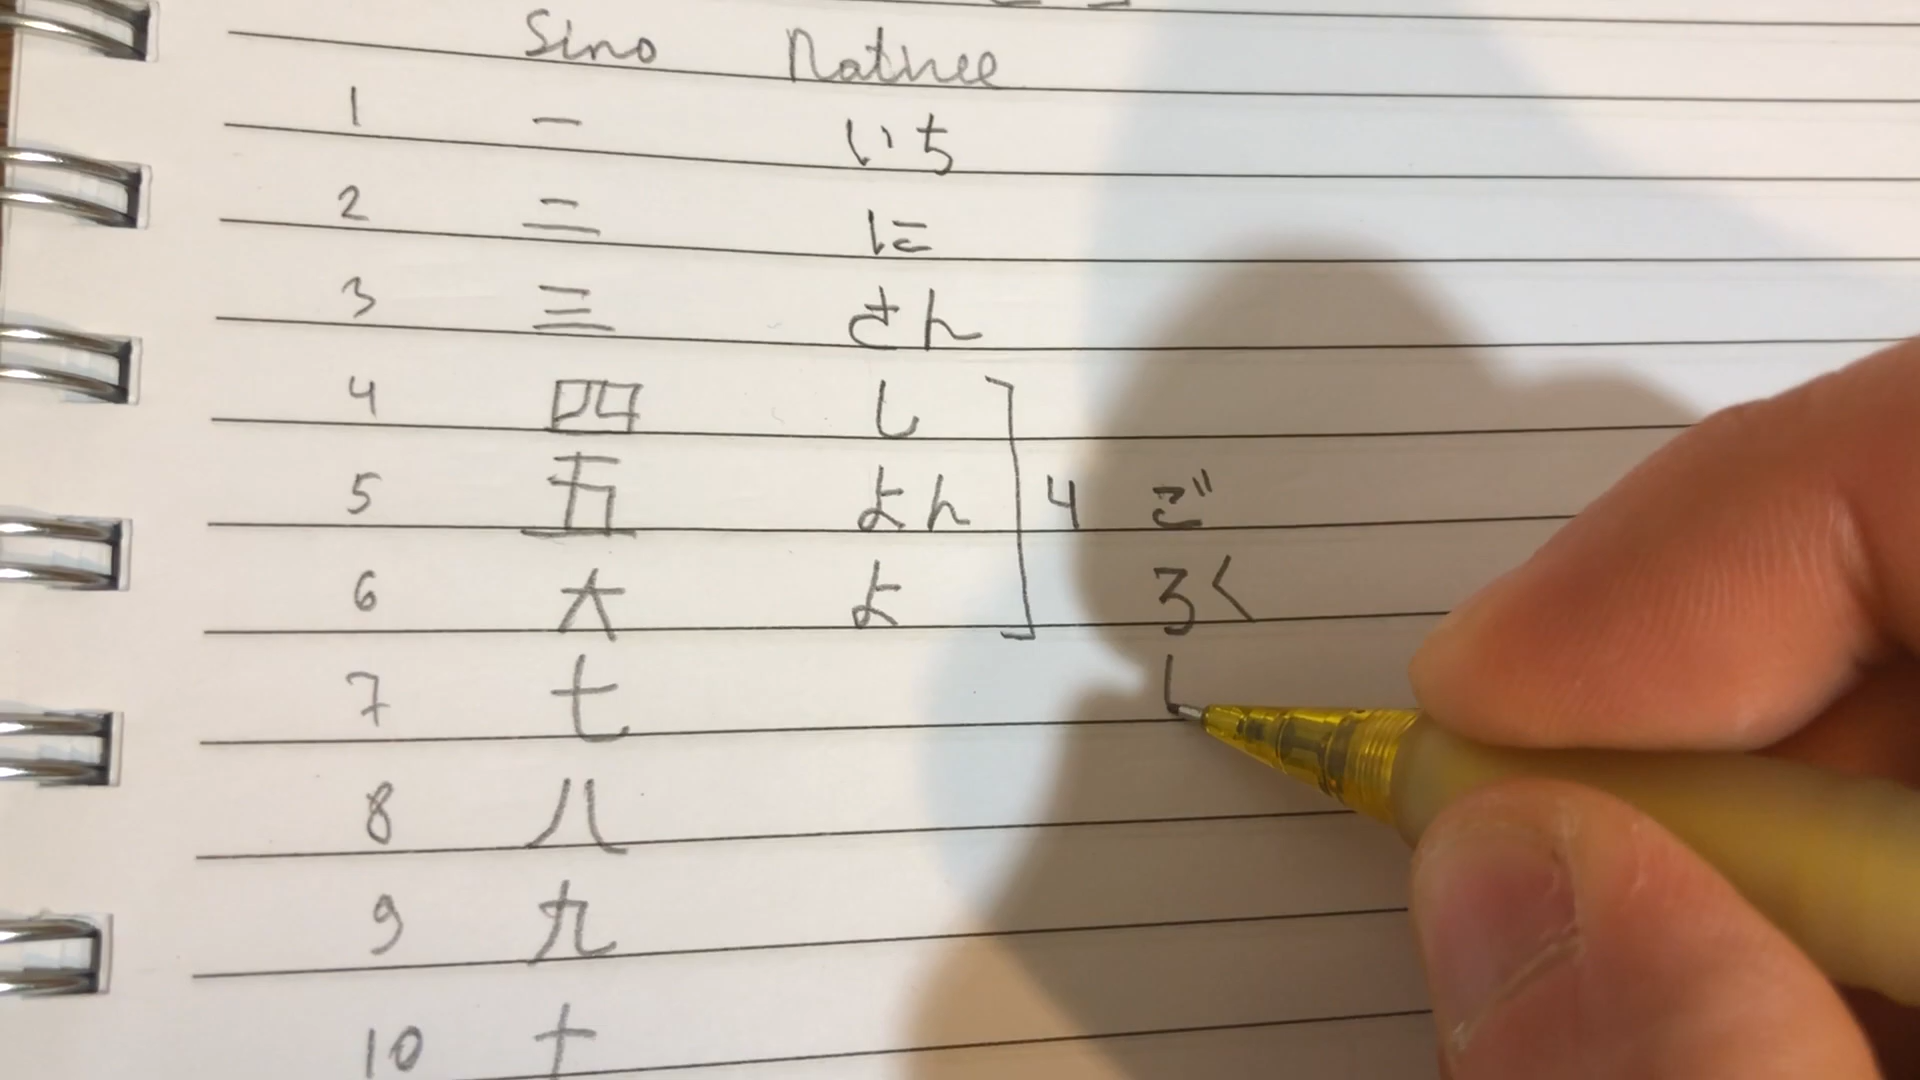 Sino Native
1 一 いち
2 二 に
3 三 さん
4 四 し
5 五 よん 4 ご
6 六 よ ろく
7 七 し
8 八
9 九
10 十